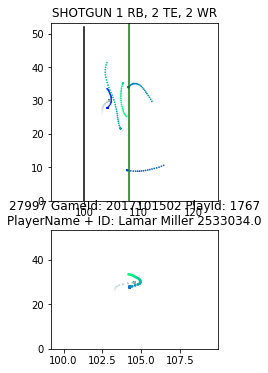 SHOTGUN 1 RB, 2 TE, 2 WR
50
40
30
20
10
0
100 110 120
27997 GameId: 2017101502 PlayId: 1767
PlayerName + ID: Lamar Miller 2533034.0
40
20
0
100.0 102.5 105.0 107.5